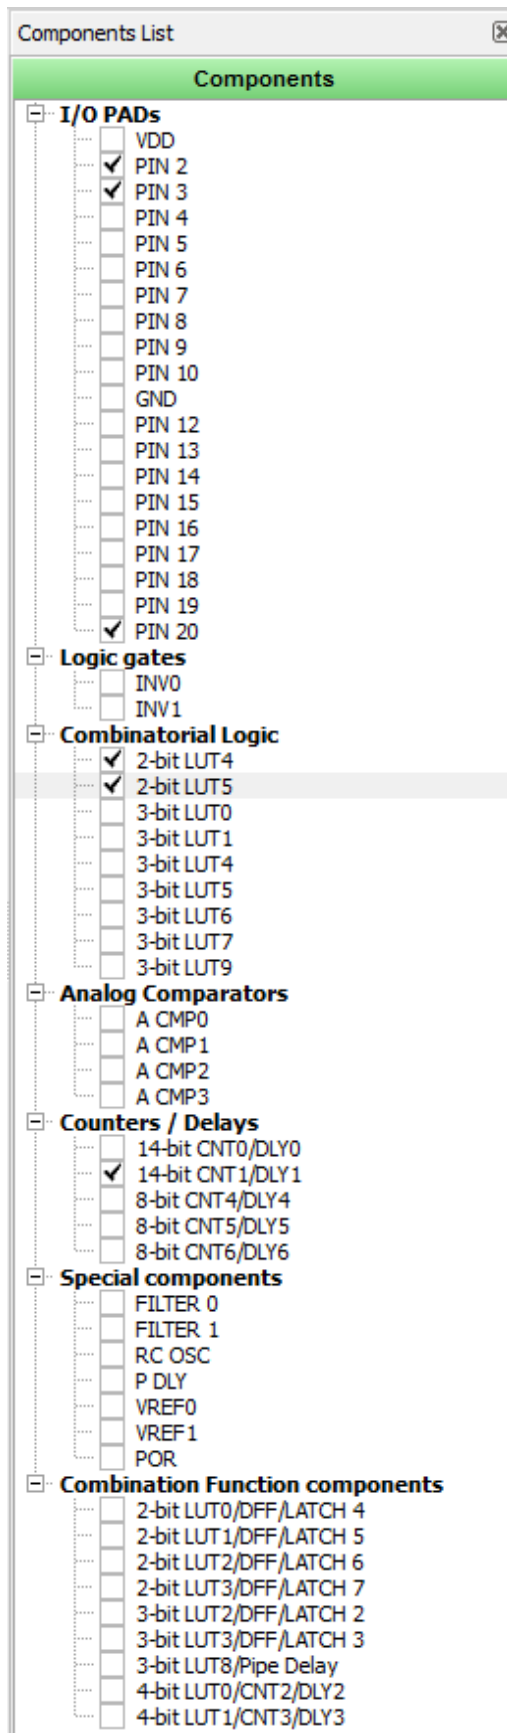 Components List
Components
I/O PADs
VDD
PIN 2
PIN 3
PIN 4
PIN 5
PIN 6
PIN 7
PIN 8
PIN 9
PIN 10
GND
PIN 12
PIN 13
PIN 14
PIN 15
PIN 16
PIN 17
PIN 18
PIN 19
PIN 20
Logic gates
INV0
INV1
Combinatorial Logic
2-bit LUT4
2-bit LUT5
3-bit LUT0
3-bit LUT1
3-bit LUT4
3-bit LUT5
3-bit LUT6
3-bit LUT7
3-bit LUT9
Analog Comparators
A CMP0
A CMP1
A CMP2
A CMP3
Counters / Delays
14-bit CNT0/DLY0
14-bit CNT1/DLY1
8-bit CNT4/DLY4
8-bit CNT5/DLY5
8-bit CNT6/DLY6
Special components
FILTER 0
FILTER 1
RC OSC
P DLY
VREF0
VREF1
POR
Combination Function components
2-bit LUT0/DFF/LATCH 4
2-bit LUT1/DFF/LATCH 5
2-bit LUT2/DFF/LATCH 6
2-bit LUT3/DFF/LATCH 7
3-bit LUT2/DFF/LATCH 2
3-bit LUT3/DFF/LATCH 3
3-bit LUT8/Pipe Delay
4-bit LUT0/CNT2/DLY2
4-bit LUT1/CNT3/DLY3